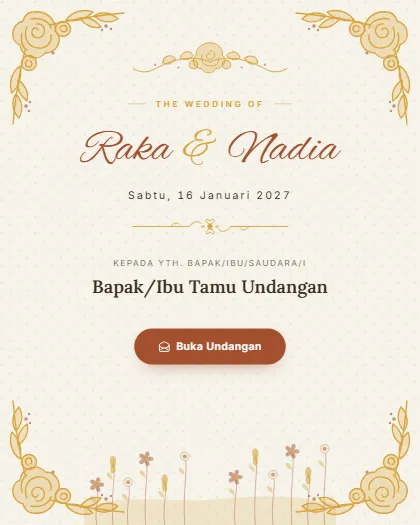 THE WEDDING OF
Raka & Nadia
Sabtu, 16 Januari 2027
KEPADA YTH. BAPAK/IBU/SAUDARA/I
Bapak/Ibu Tamu Undangan
Buka Undangan